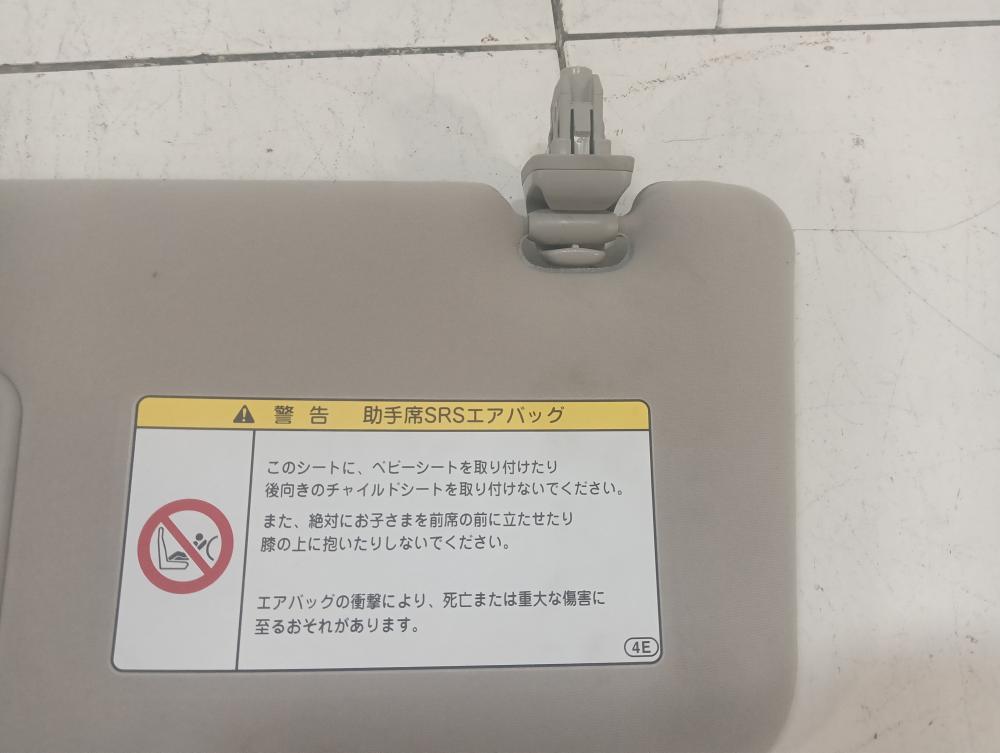 警告 助手席SRSエアバッグ
このシートに、ベビーシートを取り付けたり
後向きのチャイルドシートを取り付けないでください。
また、絶対にお子さまを前席の前に立たせたり
膝の上に抱いたりしないでください。
エアバッグの衝撃により、死亡または重大な傷害に
至るおそれがあります。
4E